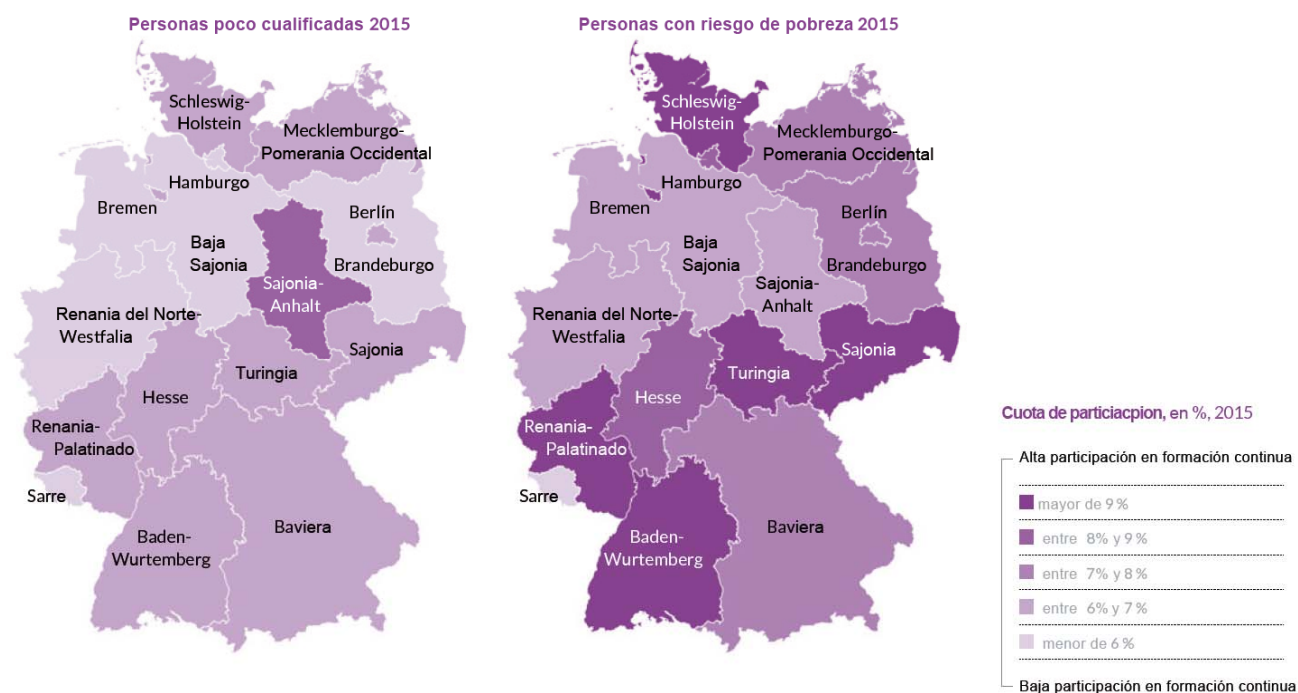 Personas poco cualificadas 2015
Schleswig-
Holstein
Mecklemburgo-
Pomerania Occidental
Hamburgo
Bremen
Berlín
Baja
Sajonia
Brandeburgo
Sajonia-
Anhalt
Renania del Norte-
Westfalia
Sajonia
Turingia
Hesse
Renania-
Palatinado
Sarre
Baden-
Wurtemberg
Baviera
Personas con riesgo de pobreza 2015
Schleswig-
Holstein
Mecklemburgo-
Pomerania Occidental
Hamburgo
Bremen
Berlín
Baja
Sajonia
Brandeburgo
Sajonia-
Anhalt
Renania del Norte-
Westfalia
Sajonia
Turingia
Hesse
Renania-
Palatinado
Sarre
Baden-
Wurtemberg
Baviera
Cuota de particiacpion, en %, 2015
Alta participación en formación continua
mayor de 9 %
entre 8% y 9 %
entre 7% y 8 %
entre 6% y 7 %
menor de 6 %
Baja participación en formación continua